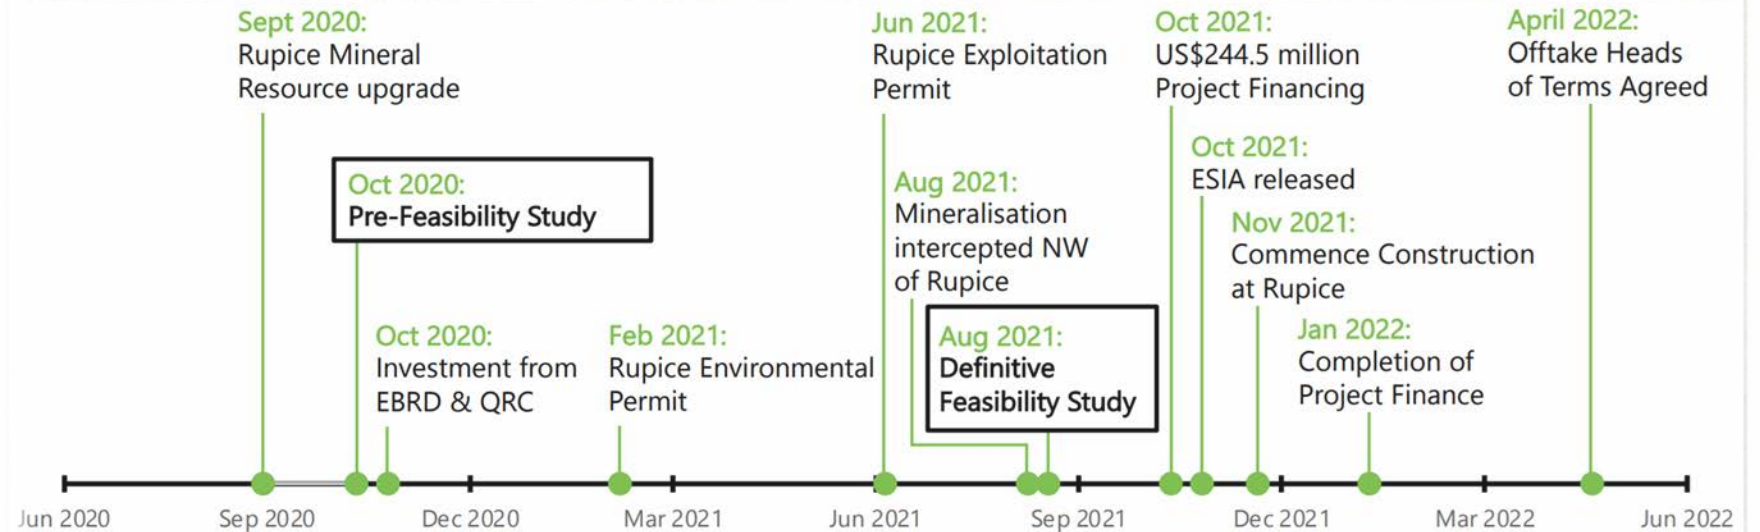 Sept 2020:
Rupice Mineral
Resource upgrade
Oct 2020:
Pre-Feasibility Study
Oct 2020:
Investment from
EBRD & QRC
Feb 2021:
Rupice Environmental
Permit
Jun 2021:
Rupice Exploitation
Permit
Aug 2021:
Mineralisation
intercepted NW
of Rupice
Aug 2021:
Definitive
Feasibility Study
Oct 2021:
US$244.5 million
Project Financing
Oct 2021:
ESIA released
Nov 2021:
Commence Construction
at Rupice
Jan 2022:
Completion of
Project Finance
April 2022:
Offtake Heads
of Terms Agreed
Jun 2020 Sep 2020 Dec 2020 Mar 2021 Jun 2021 Sep 2021 Dec 2021 Mar 2022 Jun 2022